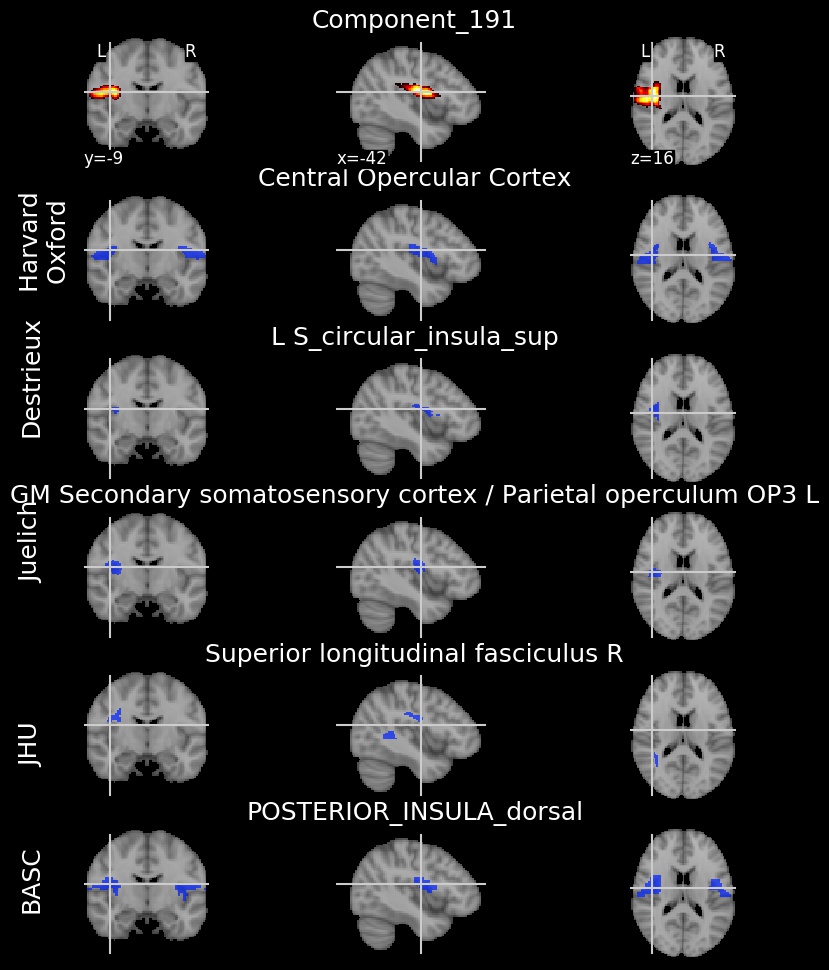 Component_191
L R
L R
y=-9
x=-42
z=16
Central Opercular Cortex
Harvard
Oxford
L S_circular_insula_sup
Destrieux
GM Secondary somatosensory cortex / Parietal operculum OP3 L
Juelich
Superior longitudinal fasciculus R
JHU
POSTERIOR_INSULA_dorsal
BASC